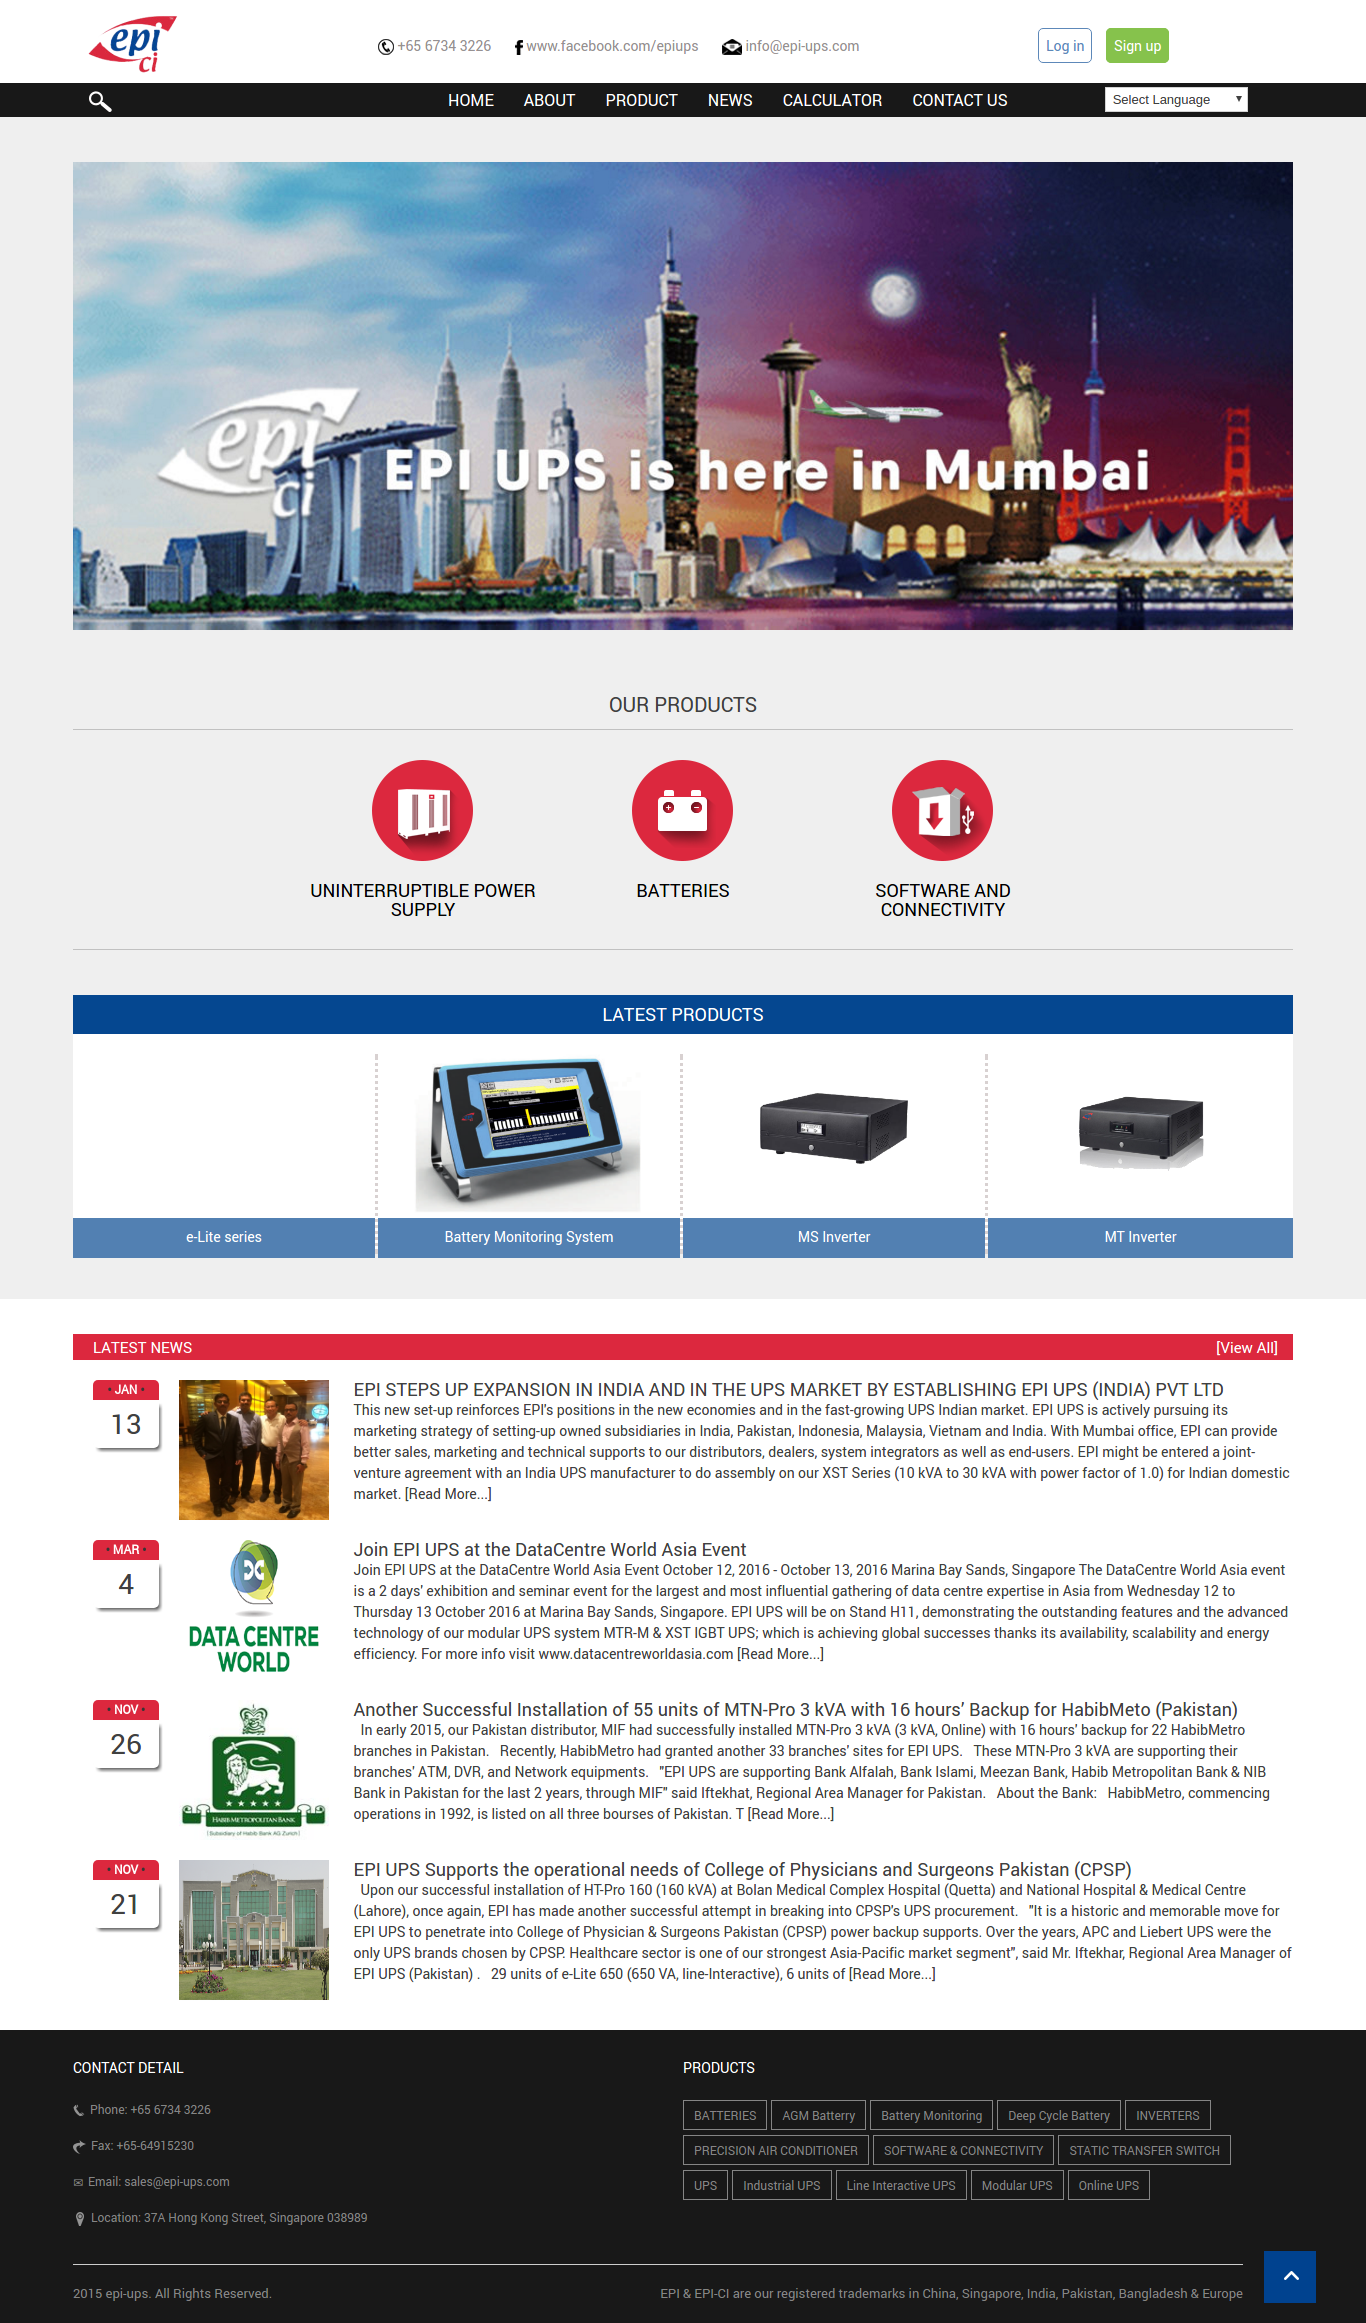 epi
ci
+65 6734 3226
www.facebook.com/epiups
info@epi-ups.com
Log in
Sign up
HOME
ABOUT
PRODUCT
NEWS
CALCULATOR
CONTACT US
Select Language
epi
ci
EPI UPS is here in Mumbai
OUR PRODUCTS
UNINTERRUPTIBLE POWER
SUPPLY
BATTERIES
SOFTWARE AND
CONNECTIVITY
LATEST PRODUCTS
e-Lite series
Battery Monitoring System
MS Inverter
MT Inverter
LATEST NEWS
[View All]
• JAN •
13
EPI STEPS UP EXPANSION IN INDIA AND IN THE UPS MARKET BY ESTABLISHING EPI UPS (INDIA) PVT LTD
This new set-up reinforces EPI's positions in the new economies and in the fast-growing UPS Indian market. EPI UPS is actively pursuing its
marketing strategy of setting-up owned subsidiaries in India, Pakistan, Indonesia, Malaysia, Vietnam and India. With Mumbai office, EPI can provide
better sales, marketing and technical supports to our distributors, dealers, system integrators as well as end-users. EPI might be entered a joint-
venture agreement with an India UPS manufacturer to do assembly on our XST Series (10 kVA to 30 kVA with power factor of 1.0) for Indian domestic
market. [Read More...]
• MAR •
4
DATA CENTRE
WORLD
Join EPI UPS at the DataCentre World Asia Event
Join EPI UPS at the DataCentre World Asia Event October 12, 2016 - October 13, 2016 Marina Bay Sands, Singapore The DataCentre World Asia event
is a 2 days' exhibition and seminar event for the largest and most influential gathering of data centre expertise in Asia from Wednesday 12 to
Thursday 13 October 2016 at Marina Bay Sands, Singapore. EPI UPS will be on Stand H11, demonstrating the outstanding features and the advanced
technology of our modular UPS system MTR-M & XST IGBT UPS; which is achieving global successes thanks its availability, scalability and energy
efficiency. For more info visit www.datacentreworldasia.com [Read More...]
• NOV •
26
HABIB METROPOLITAN BANK
(Subsidiary of Habib Bank AG Zurich)
Another Successful Installation of 55 units of MTN-Pro 3 kVA with 16 hours’ Backup for HabibMeto (Pakistan)
In early 2015, our Pakistan distributor, MIF had successfully installed MTN-Pro 3 kVA (3 kVA, Online) with 16 hours' backup for 22 HabibMetro
branches in Pakistan.   Recently, HabibMetro had granted another 33 branches' sites for EPI UPS.   These MTN-Pro 3 kVA are supporting their
branches' ATM, DVR, and Network equipments.   "EPI UPS are supporting Bank Alfalah, Bank Islami, Meezan Bank, Habib Metropolitan Bank & NIB
Bank in Pakistan for the last 2 years, through MIF" said Iftekhat, Regional Area Manager for Pakistan.   About the Bank:   HabibMetro, commencing
operations in 1992, is listed on all three bourses of Pakistan. T [Read More...]
• NOV •
21
EPI UPS Supports the operational needs of College of Physicians and Surgeons Pakistan (CPSP)
Upon our successful installation of HT-Pro 160 (160 kVA) at Bolan Medical Complex Hospital (Quetta) and National Hospital & Medical Centre
(Lahore), once again, EPI has made another successful attempt in breaking into CPSP's UPS procurement.   "It is a historic and memorable move for
EPI UPS to penetrate into College of Physician & Surgeons Pakistan (CPSP) power backup supports. Over the years, APC and Liebert UPS were the
only UPS brands chosen by CPSP. Healthcare sector is one of our strongest Asia-Pacific market segment", said Mr. Iftekhar, Regional Area Manager of
EPI UPS (Pakistan) .   29 units of e-Lite 650 (650 VA, line-Interactive), 6 units of [Read More...]
CONTACT DETAIL
Phone: +65 6734 3226
Fax: +65-64915230
Email: sales@epi-ups.com
Location: 37A Hong Kong Street, Singapore 038989
PRODUCTS
BATTERIES
AGM Batterry
Battery Monitoring
Deep Cycle Battery
INVERTERS
PRECISION AIR CONDITIONER
SOFTWARE & CONNECTIVITY
STATIC TRANSFER SWITCH
UPS
Industrial UPS
Line Interactive UPS
Modular UPS
Online UPS
2015 epi-ups. All Rights Reserved.
EPI & EPI-CI are our registered trademarks in China, Singapore, India, Pakistan, Bangladesh & Europe